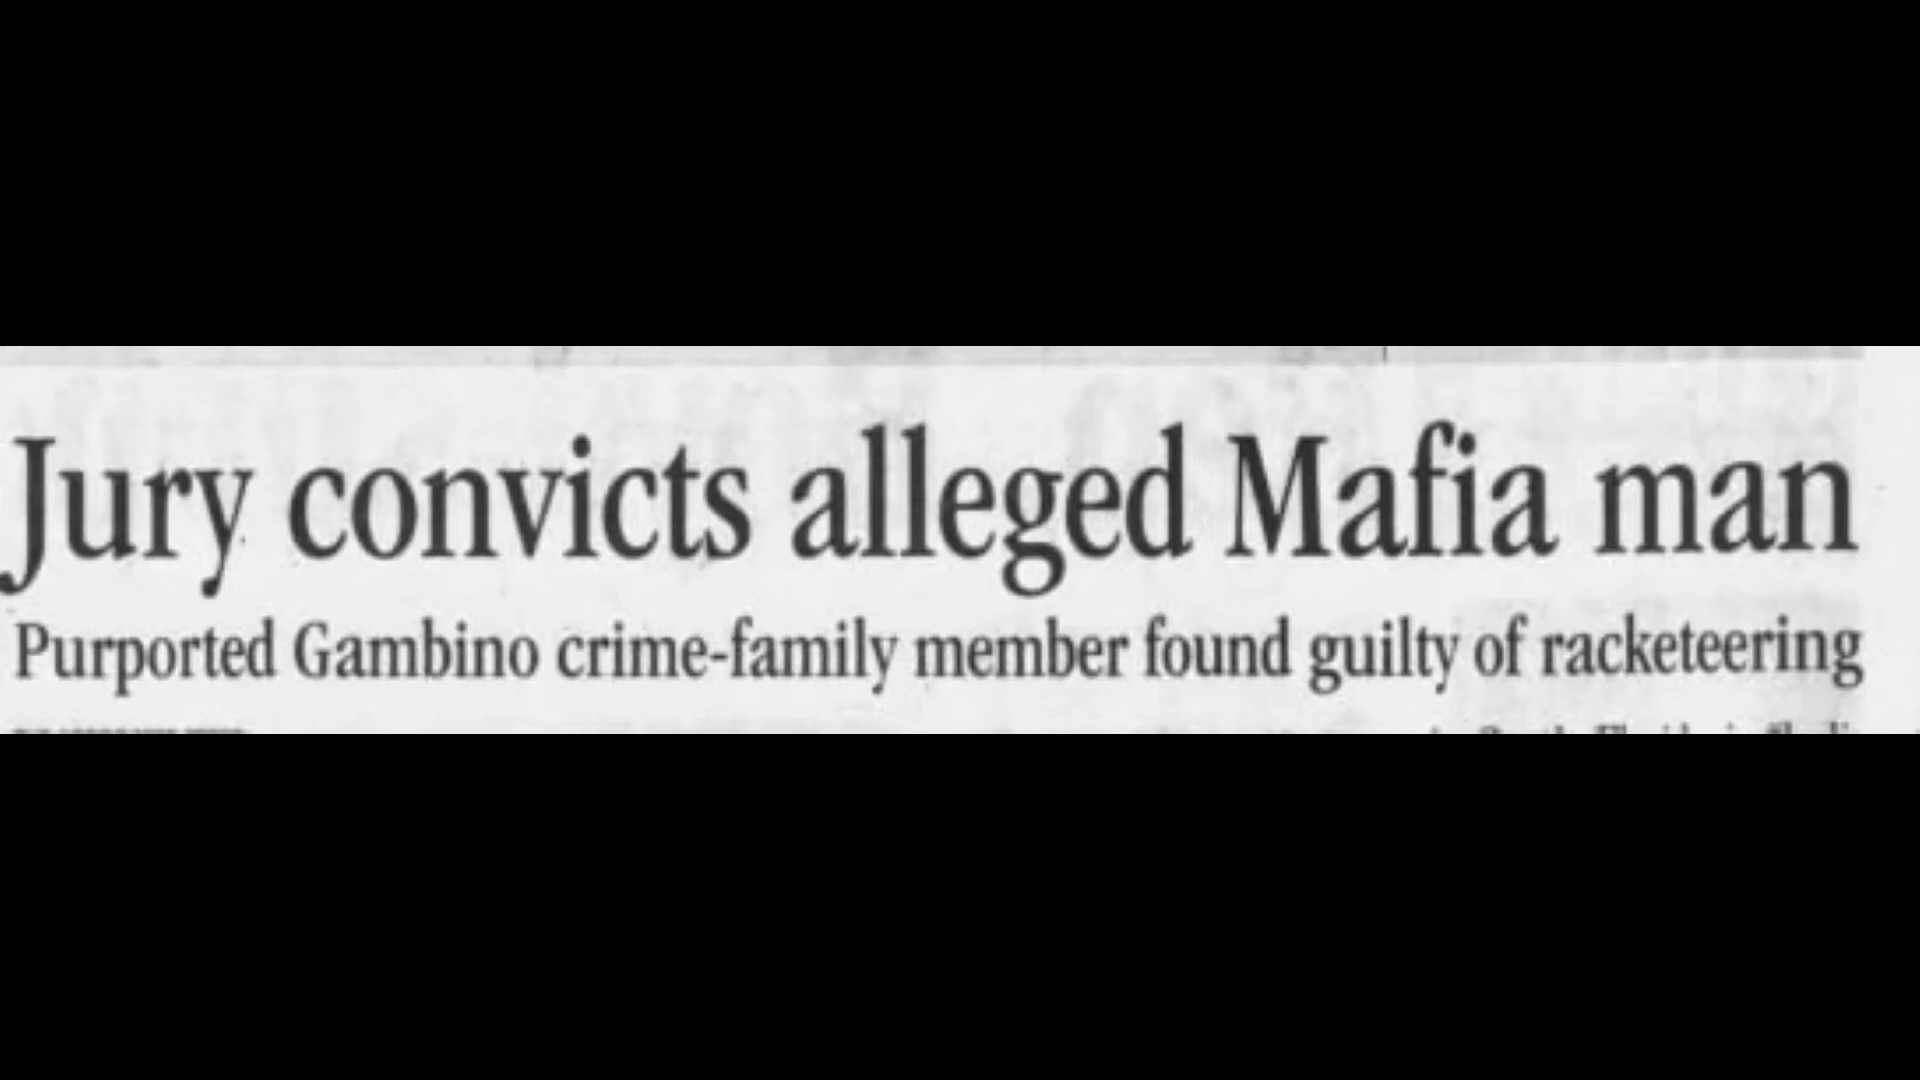 Jury convicts alleged Mafia man
Purported Gambino crime-family member found guilty of racketeering